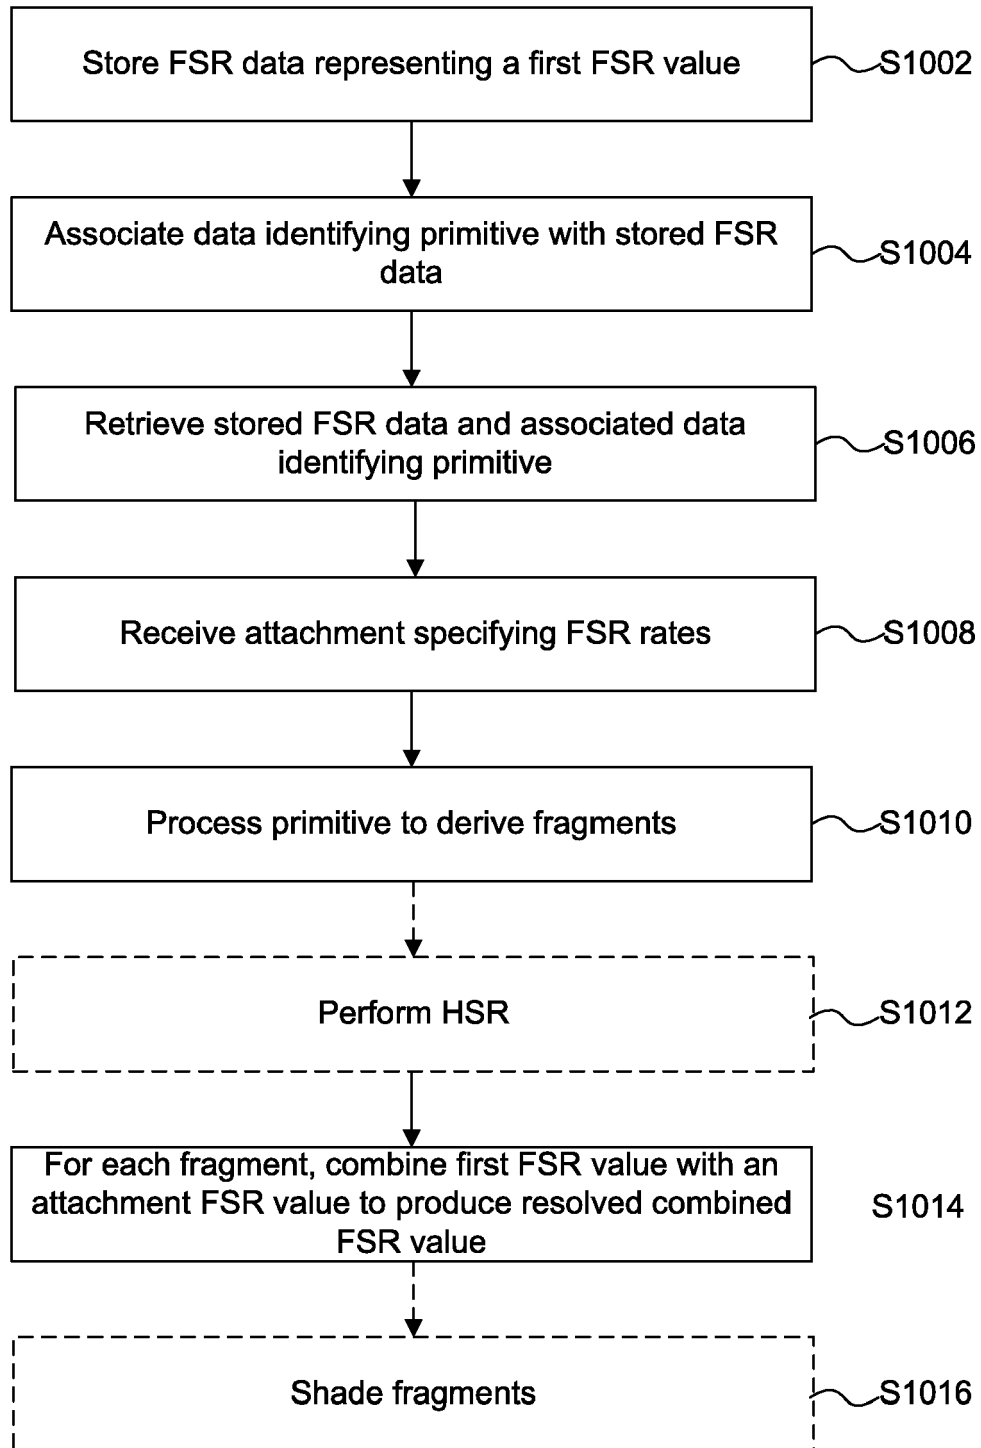 Store FSR data representing a first FSR value
S1002
Associate data identifying primitive with stored FSR
data
S1004
Retrieve stored FSR data and associated data
identifying primitive
S1006
Receive attachment specifying FSR rates
S1008
Process primitive to derive fragments
S1010
Perform HSR
S1012
For each fragment, combine first FSR value with an
attachment FSR value to produce resolved combined
FSR value
S1014
Shade fragments
S1016